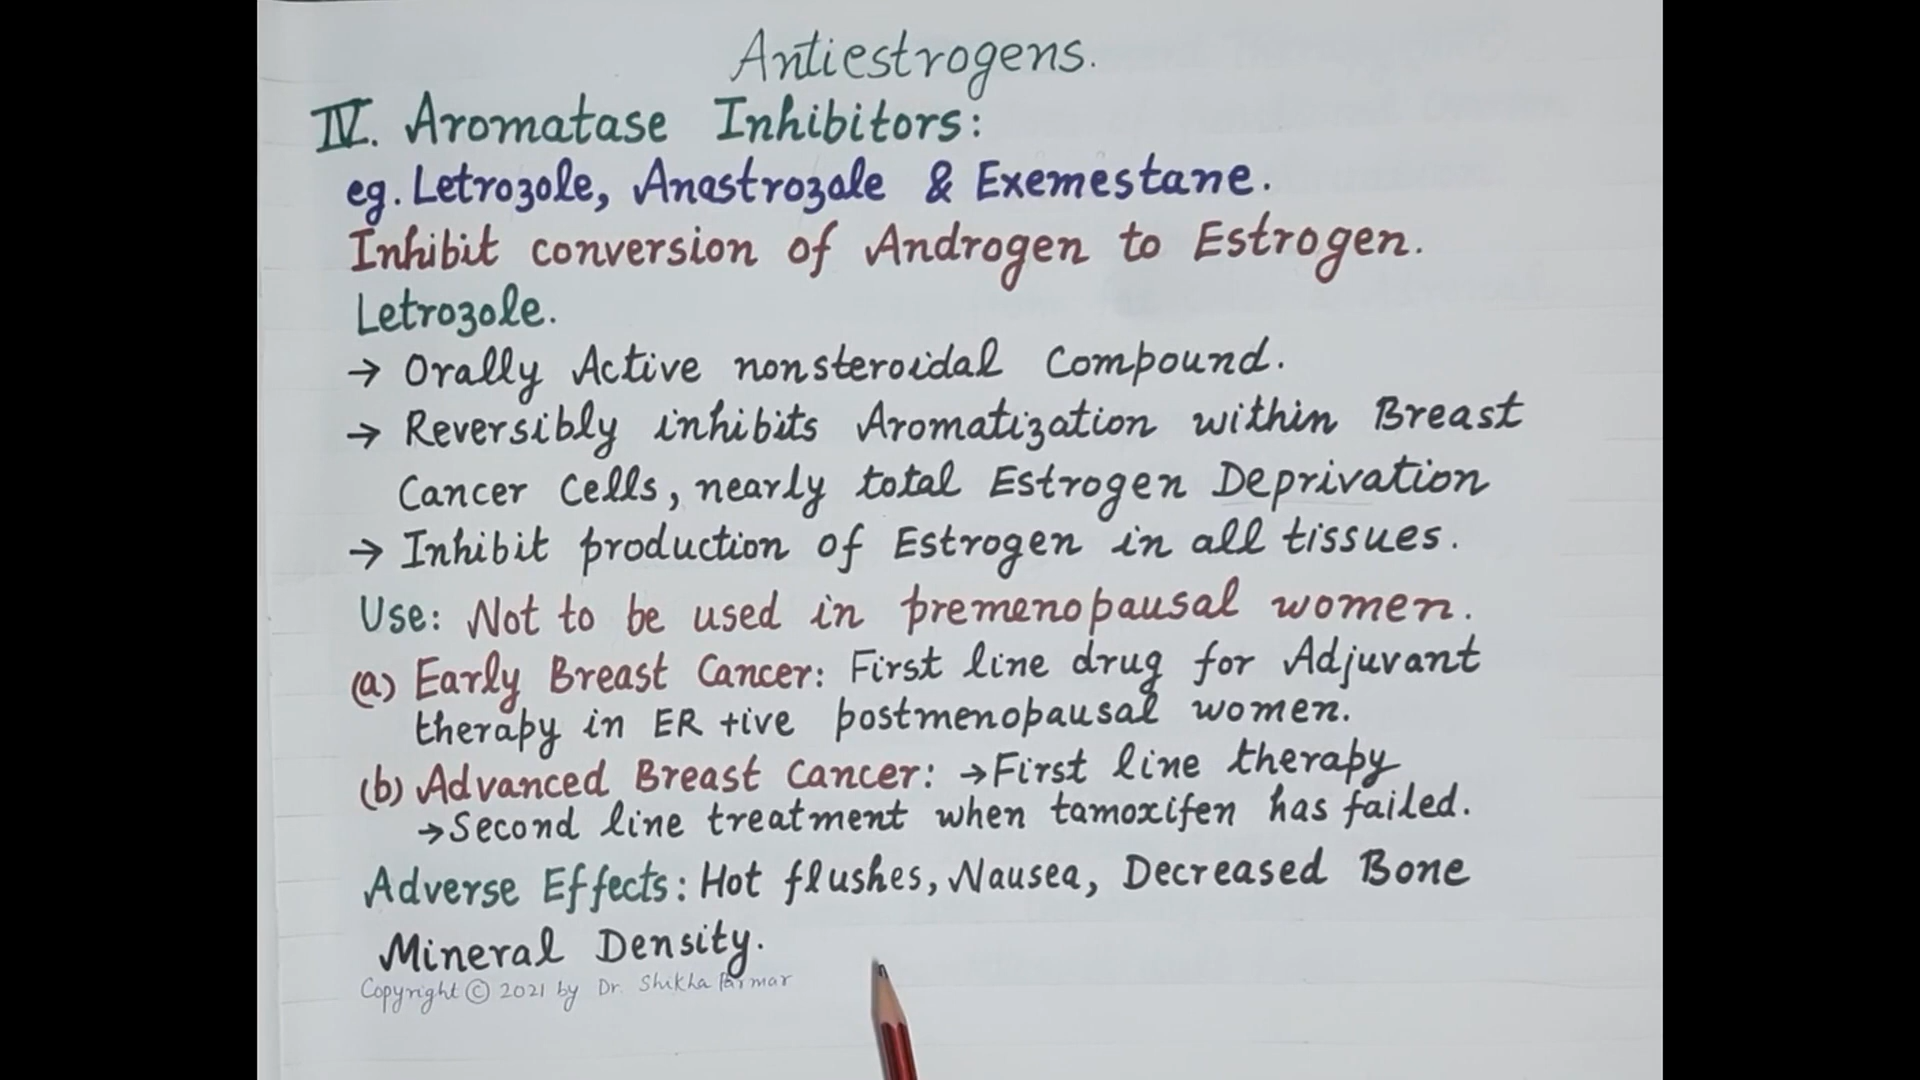 Antiestrogens.
IV. Aromatase Inhibitors:
eg. Letrozole, Anastrozole & Exemestane.
Inhibit conversion of Androgen to Estrogen.
Letrozole.
→ Orally Active nonsteroidal Compound.
→ Reversibly inhibits Aromatization within Breast
Cancer Cells, nearly total Estrogen Deprivation
→ Inhibit production of Estrogen in all tissues.
Use: Not to be used in premenopausal women.
(a) Early Breast Cancer: First line drug for Adjuvant
therapy in ER +ive postmenopausal women.
(b) Advanced Breast Cancer: → First line therapy
→ Second line treatment when tamoxifen has failed.
Adverse Effects: Hot flushes, Nausea, Decreased Bone
Mineral Density.
Copyright © 2021 by Dr. Shikha Parmar